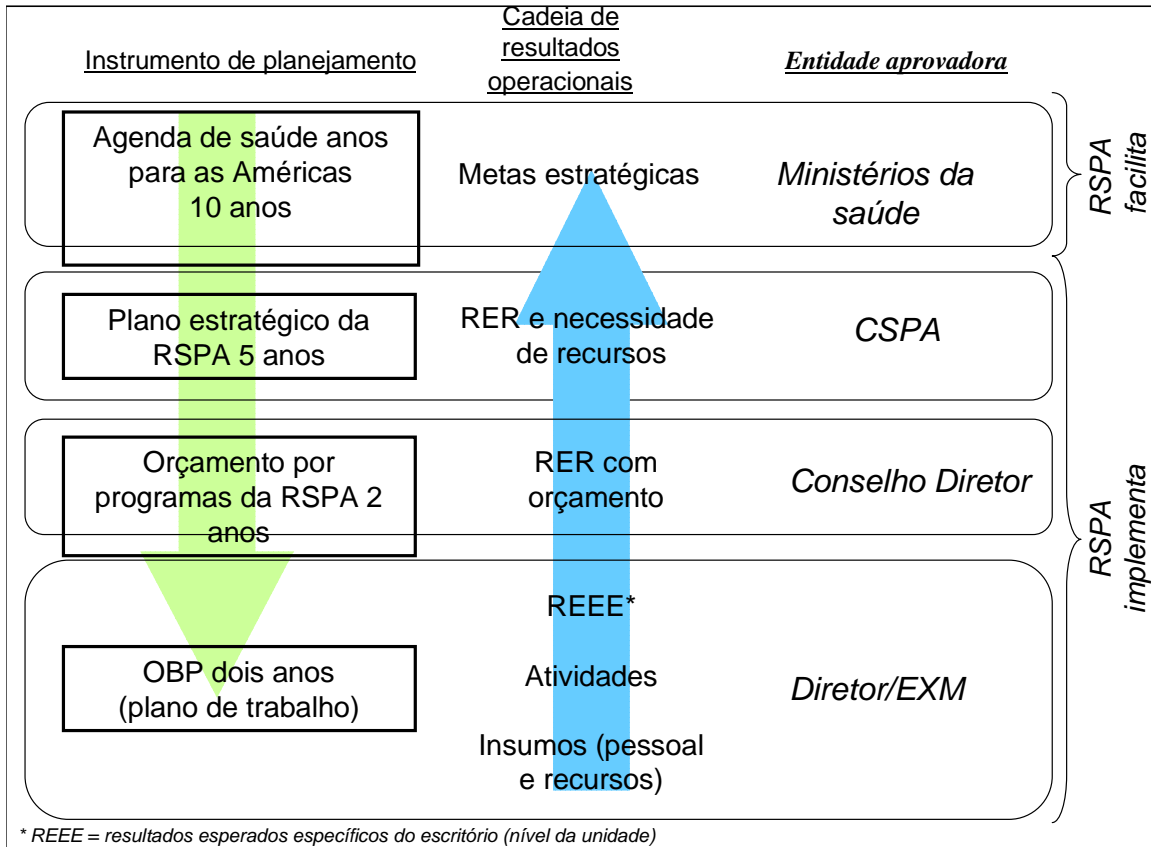 Instrumento de planejamento
Cadeia de
resultados
operacionais
Entidade aprovadora
Agenda de saúde anos
para as Américas
10 anos
Metas estratégicas
Ministérios da
saúde
RSPA
facilita
Plano estratégico da
RSPA 5 anos
RER e necessidade
de recursos
CSPA
Orçamento por
programas da RSPA 2
anos
RER com
orçamento
Conselho Diretor
RSPA
implementa
OBP dois anos
(plano de trabalho)
REEE*
Atividades
Insumos (pessoal
e recursos)
Diretor/EXM
* REEE = resultados esperados específicos do escritório (nível da unidade)